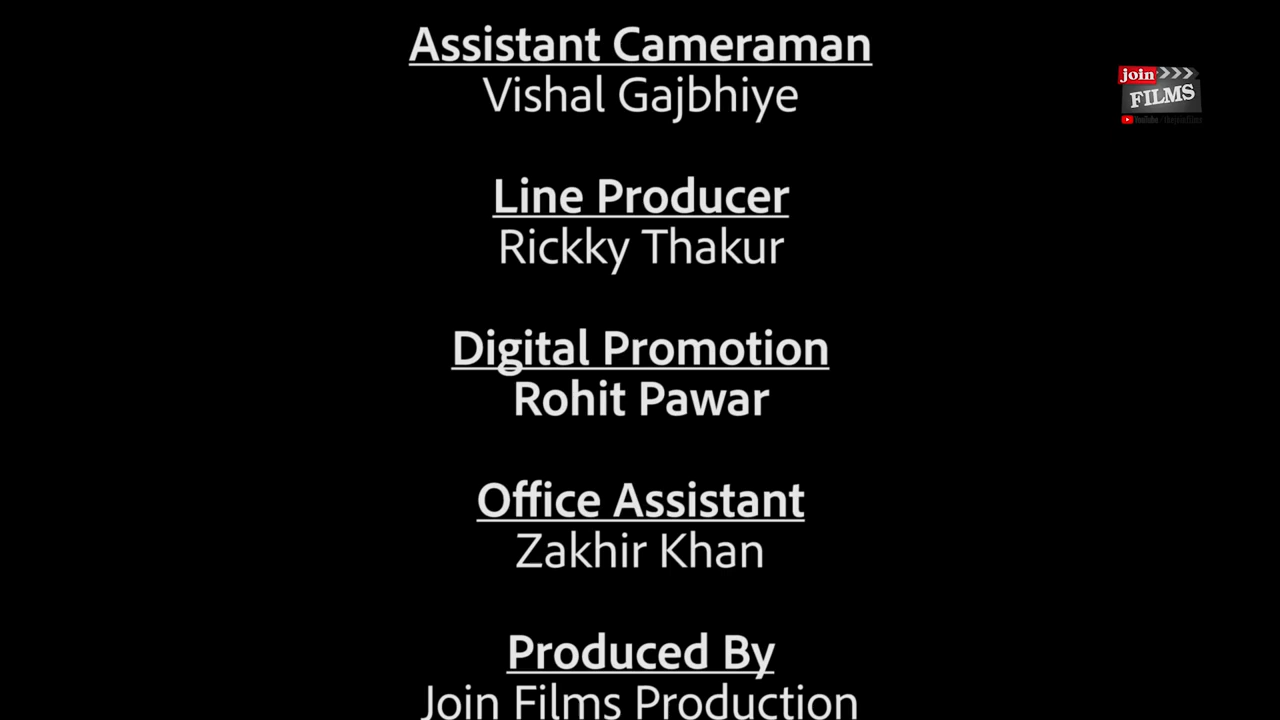 Assistant Cameraman
Vishal Gajbhiye
join
FILMS
Line Producer
Rickky Thakur
Digital Promotion
Rohit Pawar
Office Assistant
Zakhir Khan
Produced By
Join Films Production